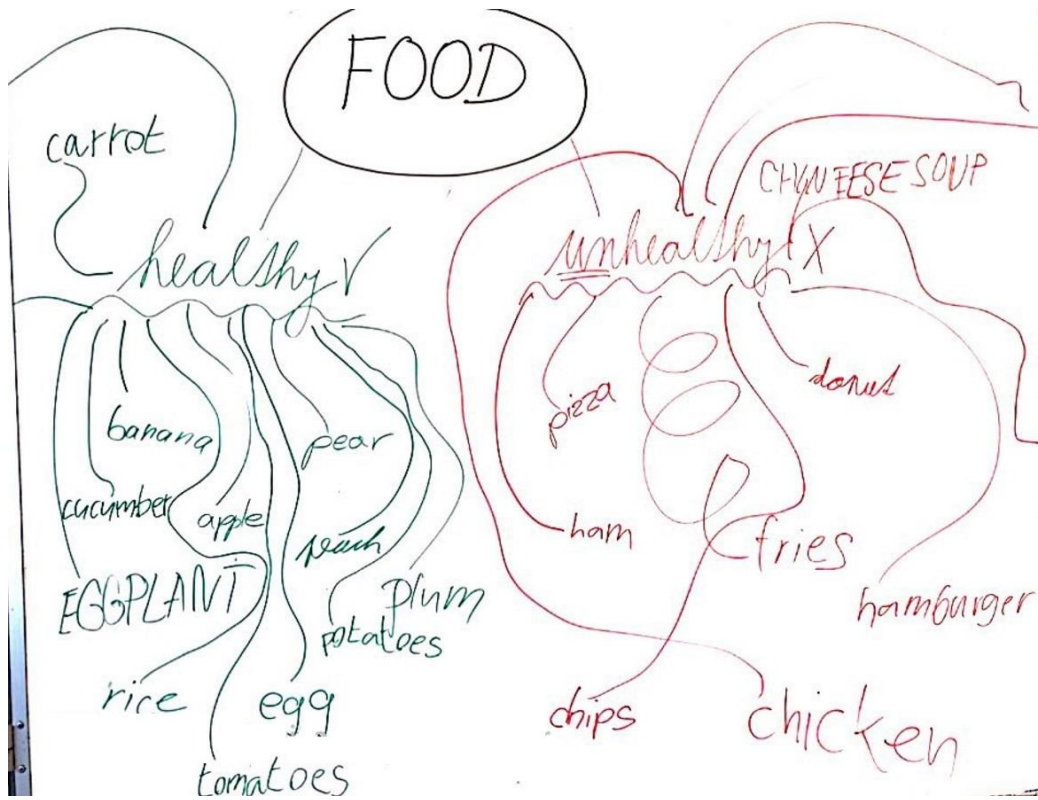 FOOD
carrot
CHYNEESE SOUP
healthy V
unhealthy X
banana
pear
pizza
donut
cucumber
apple
peach
ham
fries
EGGPLANT
plum
potatoes
hamburger
rice
egg
chips
chicken
tomatoes